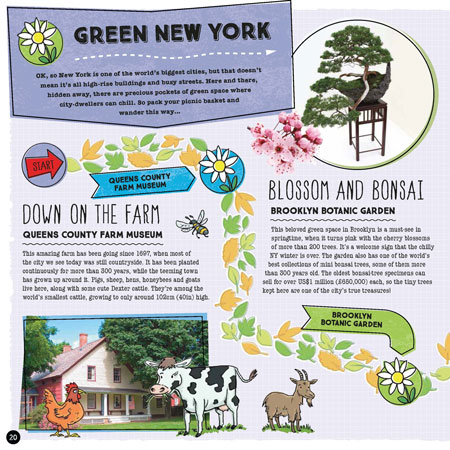 GREEN NEW YORK
OK, so New York is one of the world's biggest cities, but that doesn't
mean it's all high-rise buildings and busy streets. Here and there,
hidden away, there are precious pockets of green space where
city-dwellers can chill. So pack your picnic basket and
wander this way...
START
QUEENS COUNTY
FARM MUSEUM
DOWN ON THE FARM
QUEENS COUNTY FARM MUSEUM
This amazing farm has been going since 1697, when most of
the city we see today was still countryside. It has been planted
continuously for more than 300 years, while the teeming town
has grown up around it. Pigs, sheep, hens, honeybees and goats
live here, along with some cute Dexter cattle. They're among the
world's smallest cattle, growing to only around 102cm (40in) high.
BLOSSOM AND BONSAI
BROOKLYN BOTANIC GARDEN
This beloved green space in Brooklyn is a must-see in
springtime, when it turns pink with the cherry blossoms
of more than 200 trees. It's a welcome sign that the chilly
NY winter is over. The garden also has one of the world's
best collections of mini bonsai trees, some of them more
than 300 years old. The oldest bonsai-tree specimens can
sell for over US$1 million (£650,000) each, so the tiny trees
kept here are one of the city's true treasures!
BROOKLYN
BOTANIC GARDEN
20